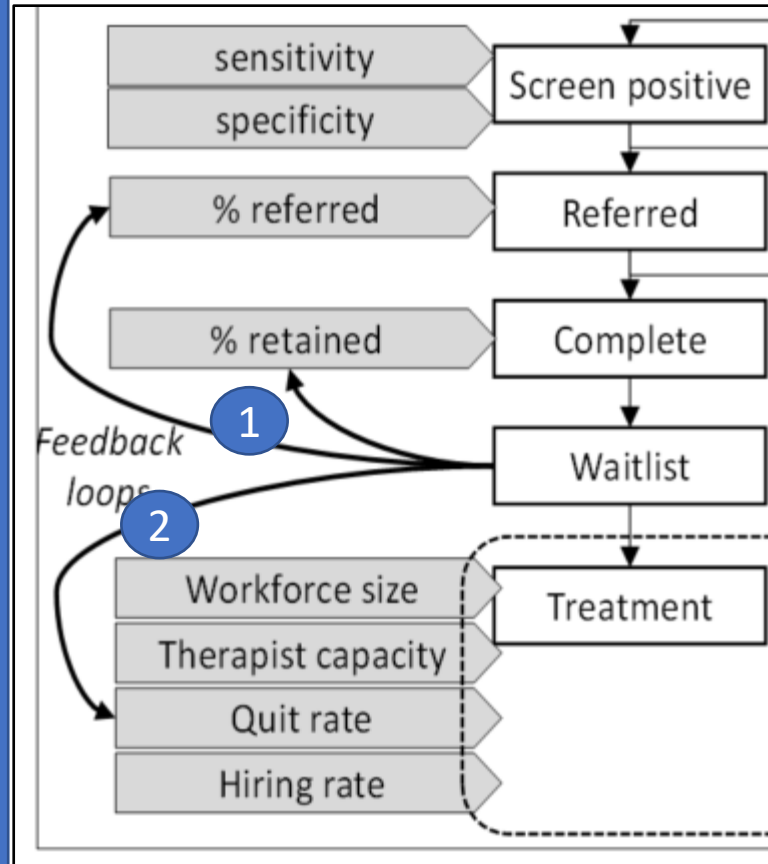 sensitivity
Screen positive
specificity
% referred
Referred
% retained
Complete
1
Feedback
loops
Waitlist
2
Workforce size
Treatment
Therapist capacity
Quit rate
Hiring rate